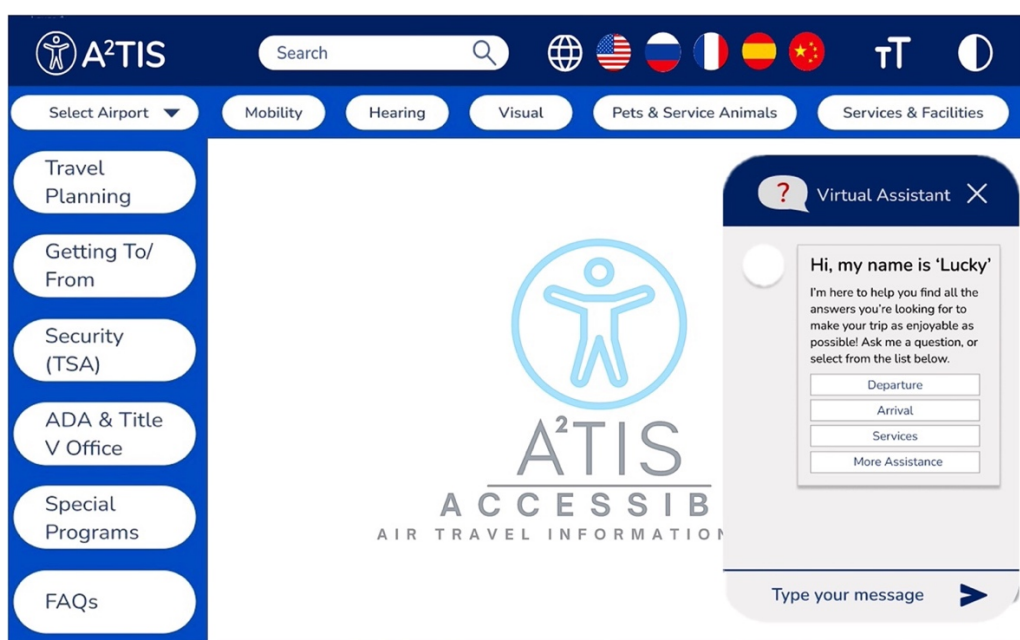 A²TIS
Search
TT
Select Airport
Mobility
Hearing
Visual
Pets & Service Animals
Services & Facilities
Travel
Planning
Getting To/
From
Security
(TSA)
ADA & Title
V Office
Special
Programs
FAQs
A²TIS
ACCESSIB
AIR TRAVEL INFORMATION
? Virtual Assistant
Hi, my name is ‘Lucky’
I'm here to help you find all the
answers you're looking for to
make your trip as enjoyable as
possible! Ask me a question, or
select from the list below.
Departure
Arrival
Services
More Assistance
Type your message